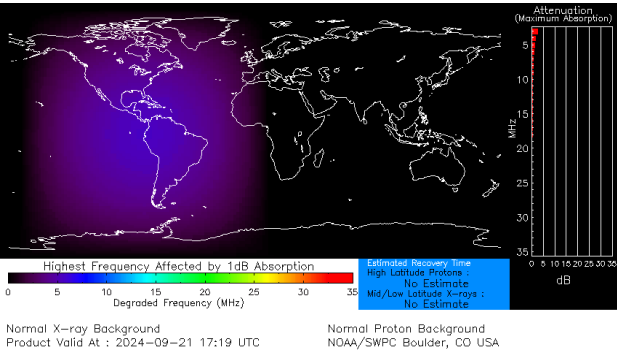 Attenuation
(Maximum Absorption)
5
10
15
20
25
30
35
MHz
0 5 10 15 20 25 30 35
dB
Highest Frequency Affected by 1dB Absorption
0 5 10 15 20 25 30 35
Degraded Frequency (MHz)
Estimated Recovery Time
High Latitude Protons :
No Estimate
Mid/Low Latitude X-rays :
No Estimate
Normal X-ray Background
Product Valid At : 2024-09-21 17:19 UTC
Normal Proton Background
NOAA/SWPC Boulder, CO USA